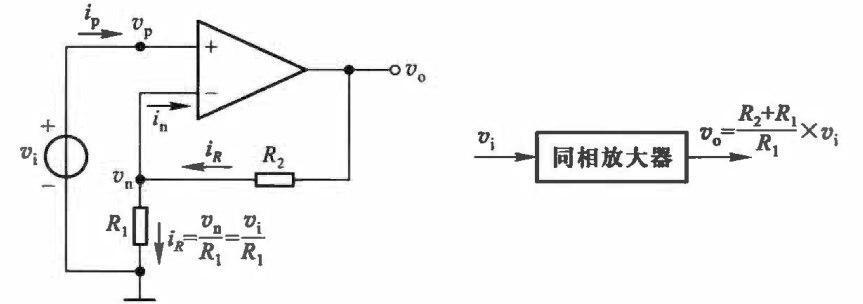 i_p
v_p
+
−
v_o
i_n
+
v_i
−
i_R
R_2
v_n
R_1
i_R=\frac{v_n}{R_1}=\frac{v_i}{R_1}
v_i
同相放大器
v_o=\frac{R_2+R_1}{R_1}×v_i